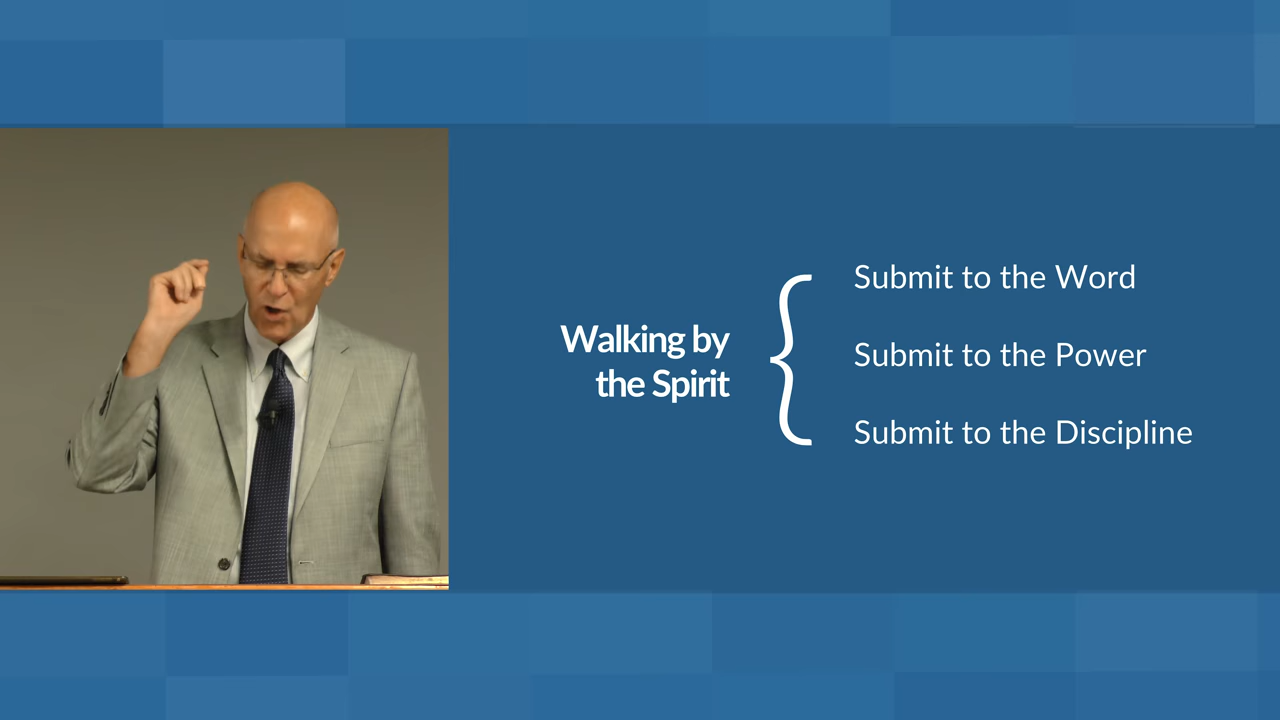 Walking by
the Spirit
Submit to the Word
Submit to the Power
Submit to the Discipline